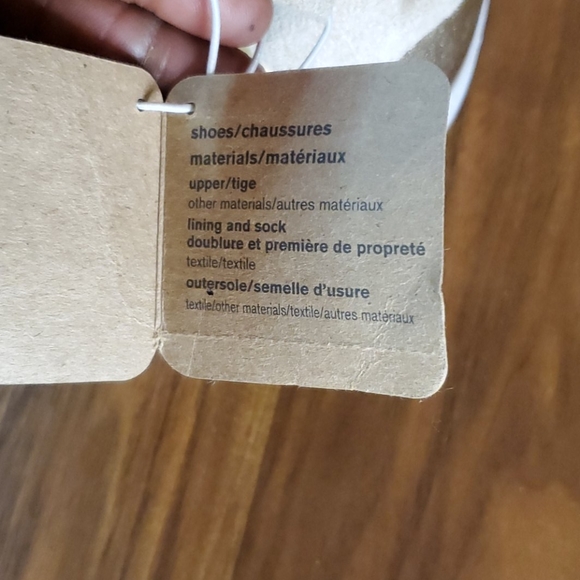 shoes/chaussures
materials/matériaux
upper/tige
other materials/autres matériaux
lining and sock
doublure et première de propreté
textile/textile
outersole/semelle d'usure
textile/other materials/textile/autres matériaux